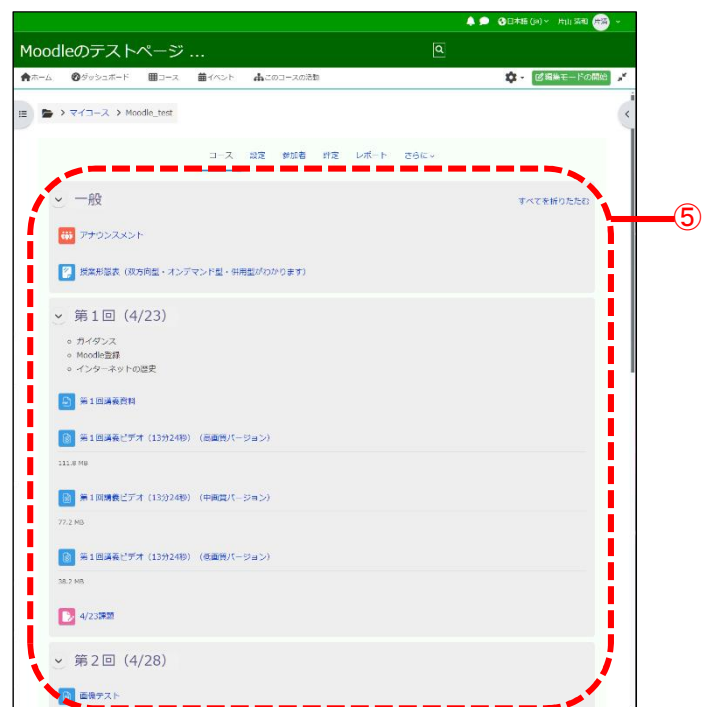 日本語 (ja) 片山 片山
Moodleのテストページ ...
ホーム ダッシュボード コース イベント このコースの活動 編集モードの開始
マイコース > Moodle_test
コース 設定 参加者 評定 レポート さらに
一般 すべてを折りたたむ
⑤
アナウンスメント
授業形態表（双方向型・オンデマンド型・併用型がわかります）
第1回（4/23）
ガイダンス
Moodle登録
インターネットの歴史
第1回講義資料
第1回講義ビデオ（13分24秒）（高画質バージョン）
111.8 MB
第1回講義ビデオ（13分24秒）（中画質バージョン）
77.2 MB
第1回講義ビデオ（13分24秒）（低画質バージョン）
38.2 MB
4/23課題
第2回（4/28）
画像テスト